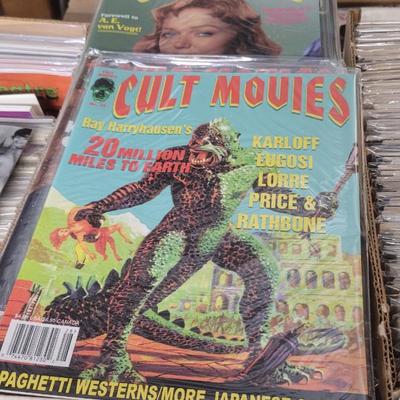 Farewell to
A. E.
van Vogt
CULT MOVIES
Ray Harryhausen's
20 MILLION
MILES TO EARTH
KARLOFF
LUGOSI
LORRE
PRICE &
RATHBONE
PAGHETTI WESTERNS/MORE JAPANESE